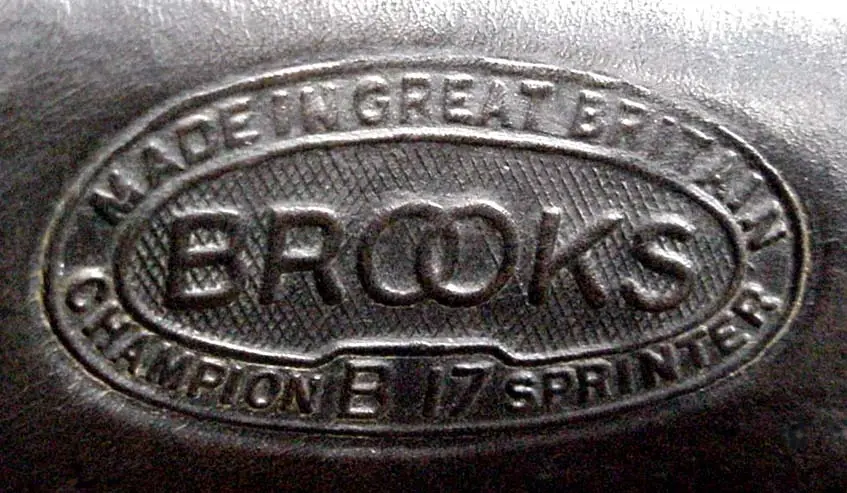 MADE IN GREAT BRITAIN
BROOKS
CHAMPION B 17 SPRINTER